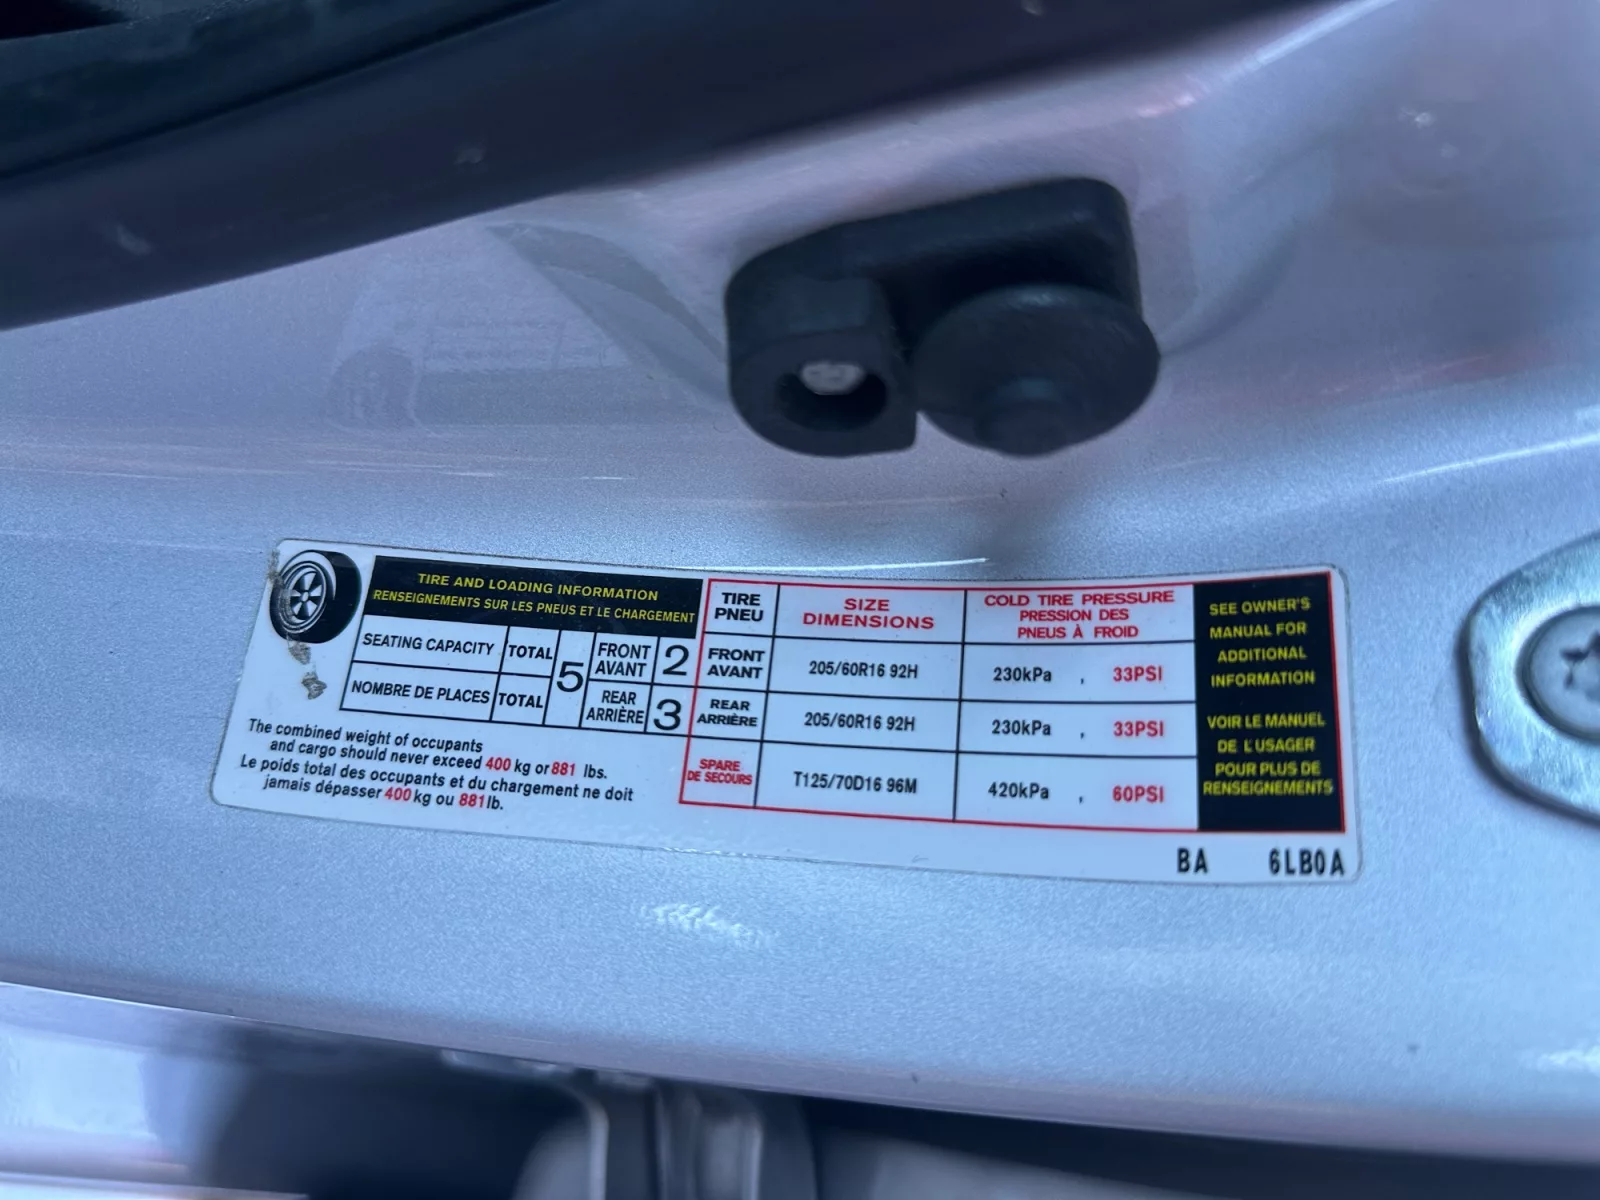 TIRE AND LOADING INFORMATION
RENSEIGNEMENTS SUR LES PNEUS ET LE CHARGEMENT
SEATING CAPACITY TOTAL 5 FRONT AVANT 2
NOMBRE DE PLACES TOTAL REAR ARRIÈRE 3
The combined weight of occupants
and cargo should never exceed 400 kg or 881 lbs.
Le poids total des occupants et du chargement ne doit
jamais dépasser 400 kg ou 881 lb.
TIRE PNEU SIZE DIMENSIONS COLD TIRE PRESSURE PRESSION DES PNEUS À FROID
FRONT AVANT 205/60R16 92H 230kPa , 33PSI
REAR ARRIÈRE 205/60R16 92H 230kPa , 33PSI
SPARE DE SECOURS T125/70D16 96M 420kPa , 60PSI
SEE OWNER'S
MANUAL FOR
ADDITIONAL
INFORMATION
VOIR LE MANUEL
DE L'USAGER
POUR PLUS DE
RENSEIGNEMENTS
BA 6LB0A